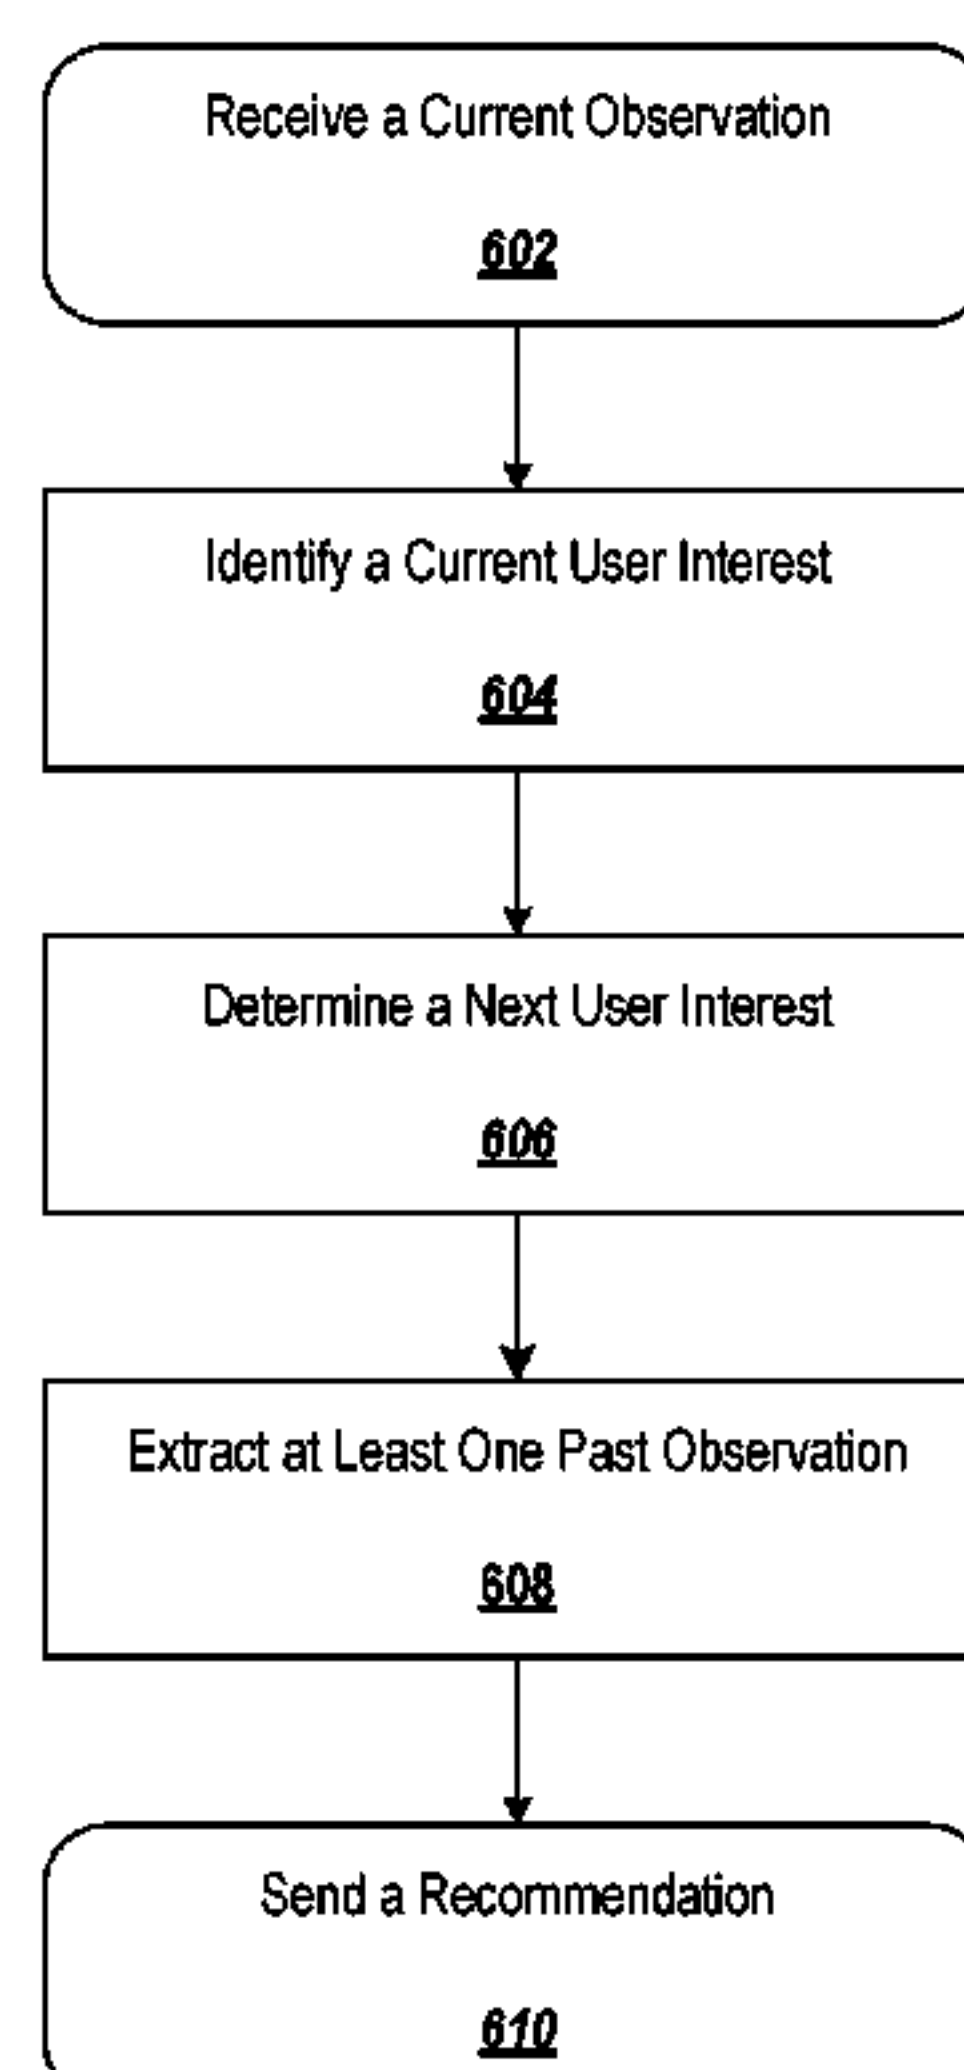 Receive a Current Observation
602
Identify a Current User Interest
604
Determine a Next User Interest
606
Extract at Least One Past Observation
608
Send a Recommendation
610